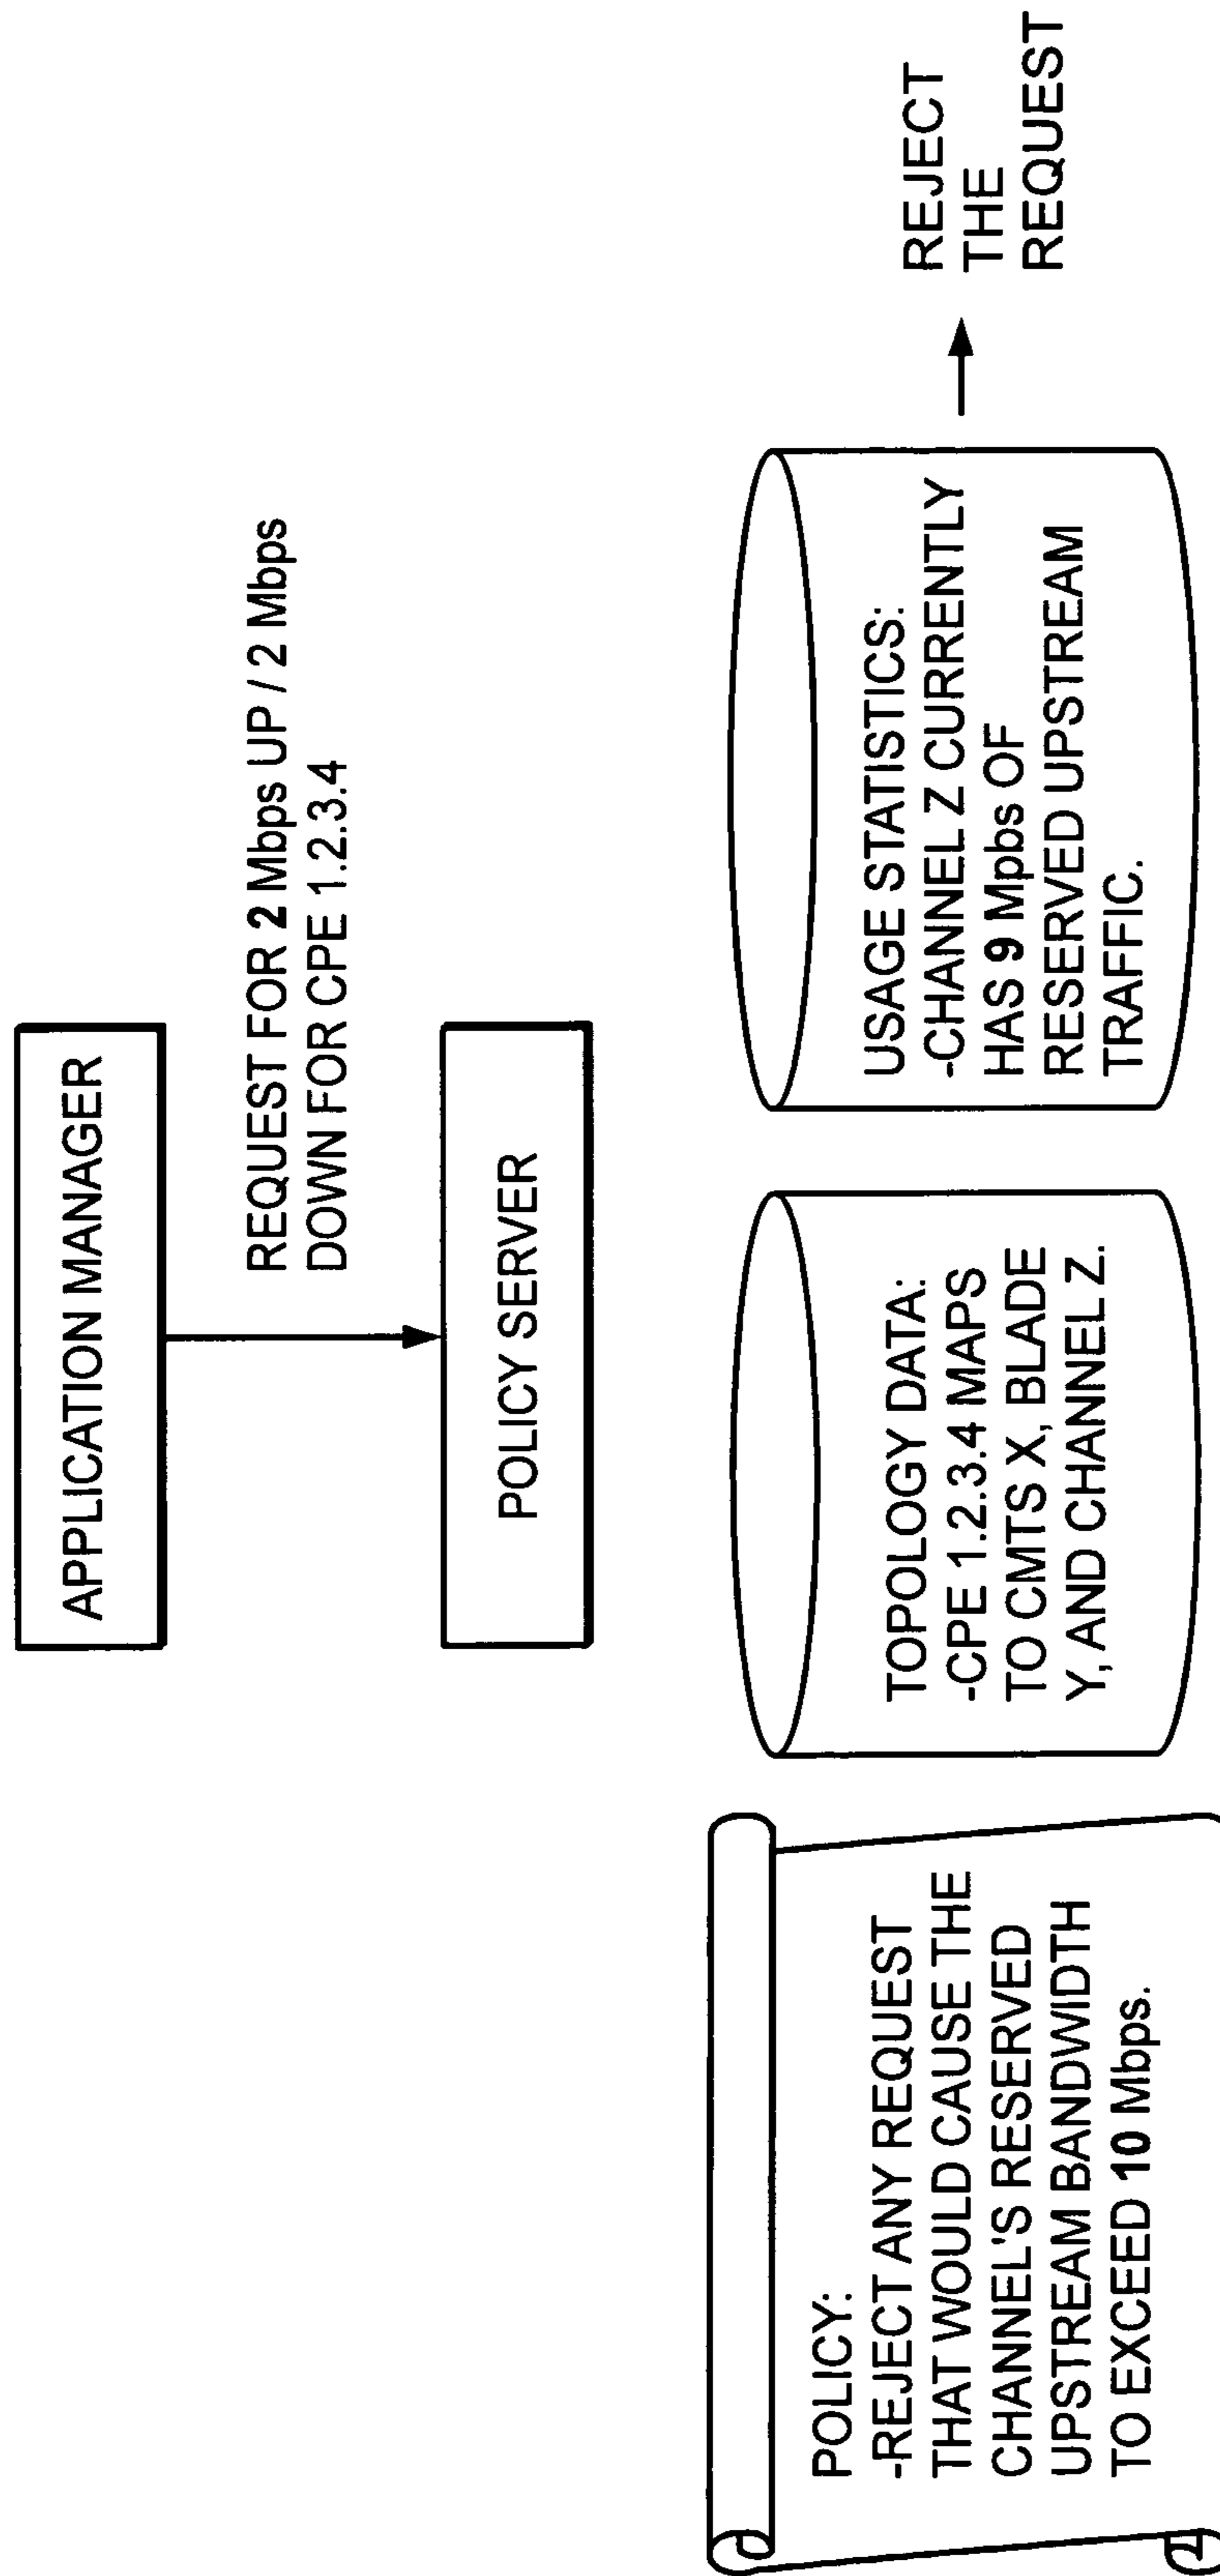 APPLICATION MANAGER
REQUEST FOR 2 Mbps UP / 2 Mbps
DOWN FOR CPE 1.2.3.4
POLICY SERVER
POLICY:
-REJECT ANY REQUEST
THAT WOULD CAUSE THE
CHANNEL'S RESERVED
UPSTREAM BANDWIDTH
TO EXCEED 10 Mbps.
TOPOLOGY DATA:
-CPE 1.2.3.4 MAPS
TO CMTS X, BLADE
Y, AND CHANNEL Z.
USAGE STATISTICS:
-CHANNEL Z CURRENTLY
HAS 9 Mpbs OF
RESERVED UPSTREAM
TRAFFIC.
REJECT
THE
REQUEST